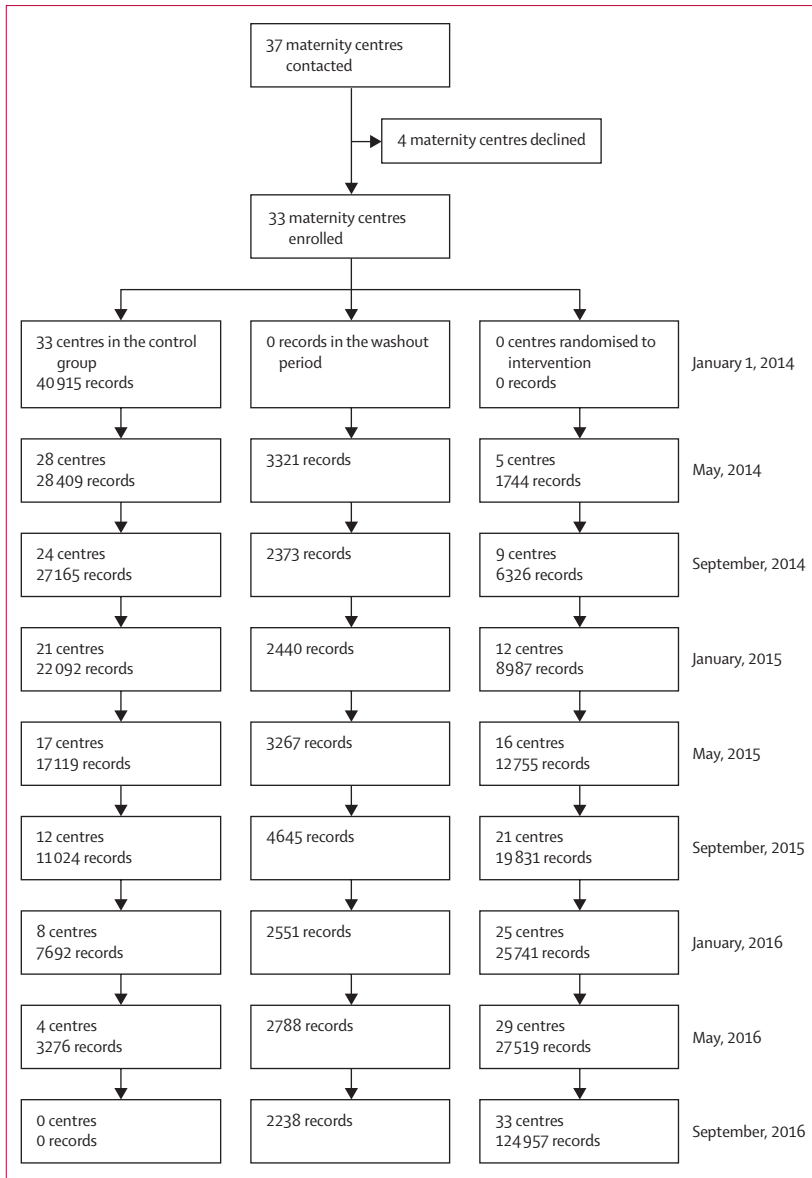 37 maternity centres
contacted
4 maternity centres declined
33 maternity centres
enrolled
33 centres in the control
group
40 915 records
0 records in the washout
period
0 centres randomised to
intervention
0 records
January 1, 2014
28 centres
28 409 records
3321 records
5 centres
1744 records
May, 2014
24 centres
27 165 records
2373 records
9 centres
6326 records
September, 2014
21 centres
22 092 records
2440 records
12 centres
8987 records
January, 2015
17 centres
17 119 records
3267 records
16 centres
12 755 records
May, 2015
12 centres
11 024 records
4645 records
21 centres
19 831 records
September, 2015
8 centres
7692 records
2551 records
25 centres
25 741 records
January, 2016
4 centres
3276 records
2788 records
29 centres
27 519 records
May, 2016
0 centres
0 records
2238 records
33 centres
124 957 records
September, 2016